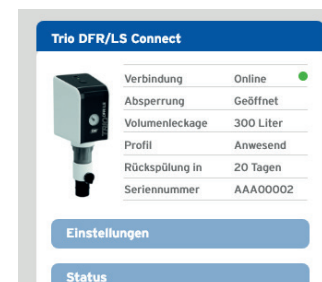 Trio DFR/LS Connect
Verbindung Online
Absperrung Geöffnet
Volumenleckage 300 Liter
Profil Anwesend
Rückspülung in 20 Tagen
Seriennummer AAA00002
Einstellungen
Status